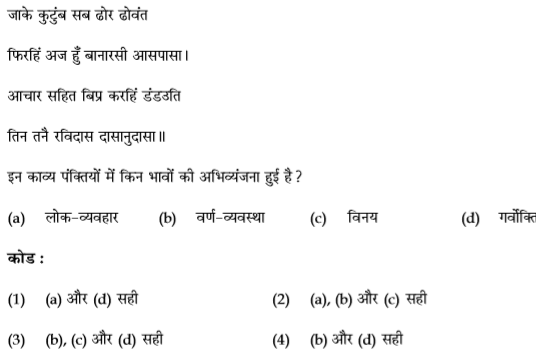 जाके कुटुंब सब ढोर ढोवंत
फिरहिं अज हुँ बानारसी आसपासा।
आचार सहित बिप्र करहिं डंडउति
तिन तनै रविदास दासानुदासा॥
इन काव्य पंक्तियों में किन भावों की अभिव्यंजना हुई है?
(a) लोक-व्यवहार (b) वर्ण-व्यवस्था (c) विनय (d) गर्वोक्ति
कोड :
(1) (a) और (d) सही (2) (a), (b) और (c) सही
(3) (b), (c) और (d) सही (4) (b) और (d) सही